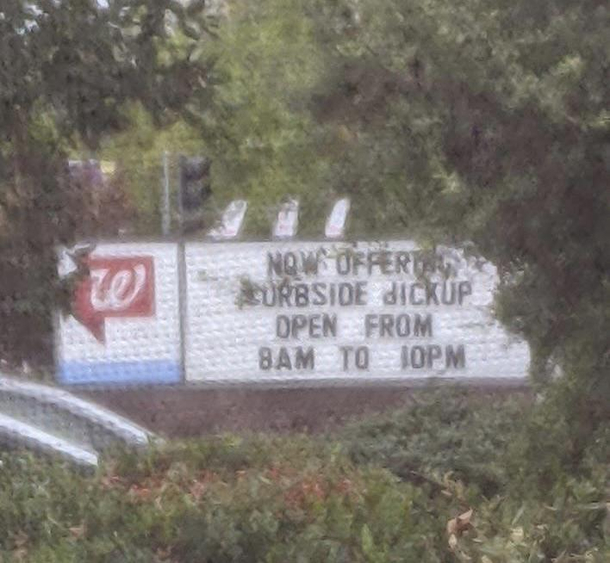 W
NOW OFFERING
CURBSIDE PICKUP
OPEN FROM
8AM TO 10PM